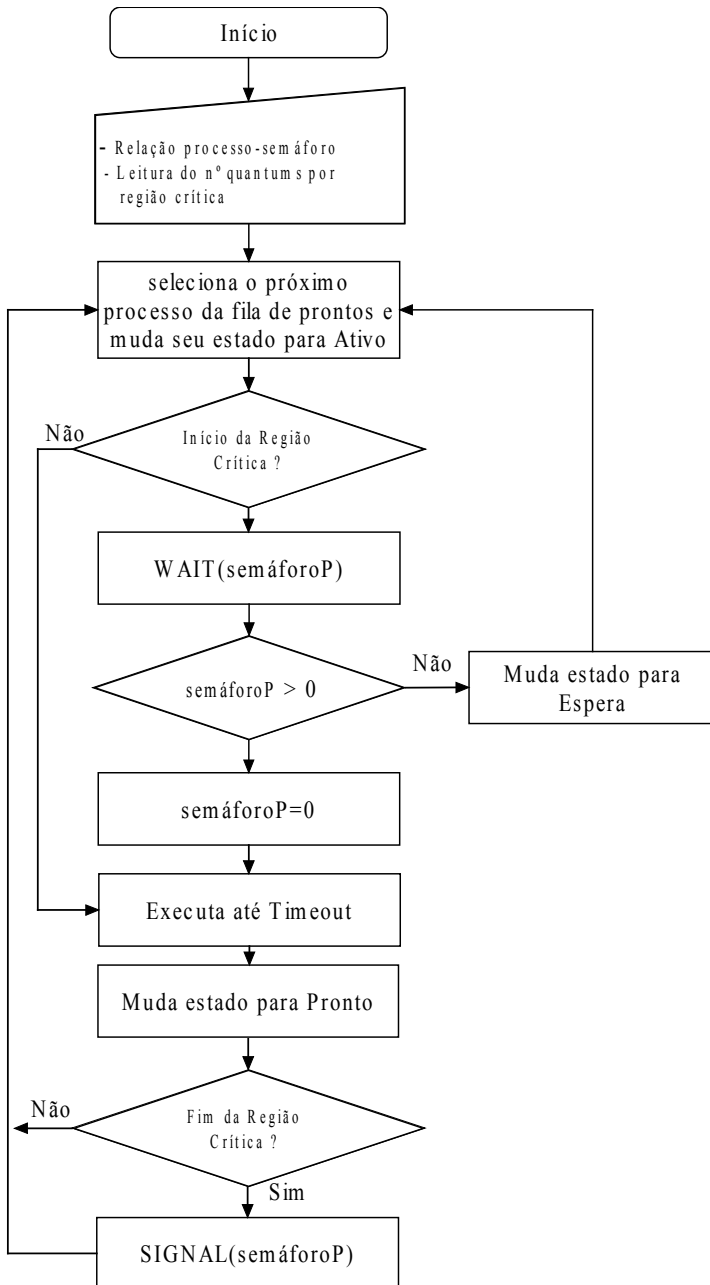 Início
- Relação processo-semáforo
- Leitura do nº quantums por
região crítica
seleciona o próximo
processo da fila de prontos e
muda seu estado para Ativo
Não
Início da Região
Crítica ?
WAIT(semáforoP)
semáforoP > 0
Não
Muda estado para
Espera
semáforoP=0
Executa até Timeout
Muda estado para Pronto
Não
Fim da Região
Crítica ?
Sim
SIGNAL(semáforoP)